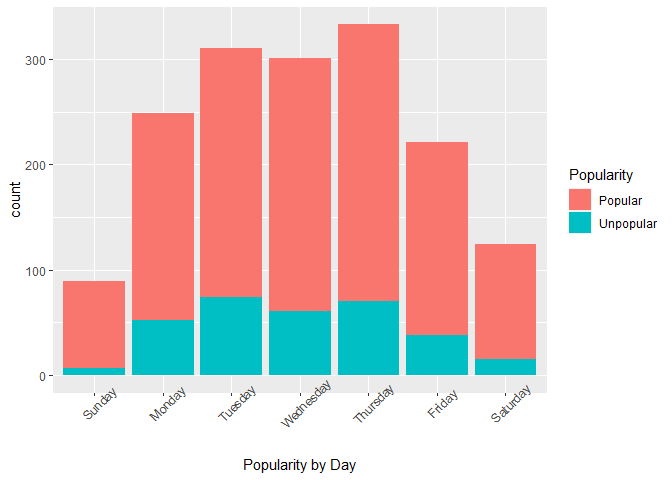 300
200
100
0
count
Sunday
Monday
Tuesday
Wednesday
Thursday
Friday
Saturday
Popularity by Day
Popularity
Popular
Unpopular